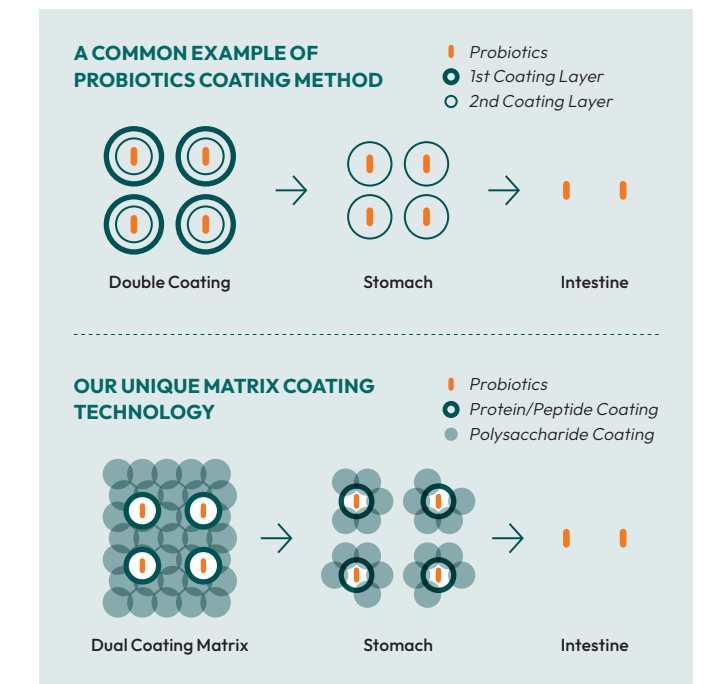 A COMMON EXAMPLE OF
PROBIOTICS COATING METHOD
Probiotics
1st Coating Layer
2nd Coating Layer
Double Coating
Stomach
Intestine
OUR UNIQUE MATRIX COATING
TECHNOLOGY
Probiotics
Protein/Peptide Coating
Polysaccharide Coating
Dual Coating Matrix
Stomach
Intestine